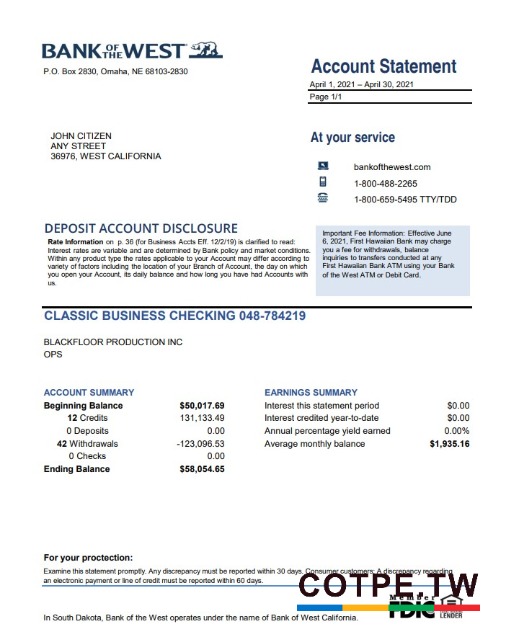 BANK OF THE WEST
P.O. Box 2830, Omaha, NE 68103-2830
Account Statement
April 1, 2021 – April 30, 2021
Page 1/1
JOHN CITIZEN
ANY STREET
36976, WEST CALIFORNIA
At your service
bankofthewest.com
1-800-488-2265
1-800-659-5495 TTY/TDD
DEPOSIT ACCOUNT DISCLOSURE
Rate Information on p. 36 (for Business Accts Eff. 12/2/19) is clarified to read:
Interest rates are variable and are determined by Bank policy and market conditions.
Within any product type the rates applicable to your Account may differ according to
variety of factors including the location of your Branch of Account, the day on which
you open your Account, its daily balance and how long you have had Accounts with
us.
Important Fee Information: Effective June
6, 2021, First Hawaiian Bank may charge
you a fee for withdrawals, balance
inquiries to transfers conducted at any
First Hawaiian Bank ATM using your Bank
of the West ATM or Debit Card.
CLASSIC BUSINESS CHECKING 048-784219
BLACKFLOOR PRODUCTION INC
OPS
ACCOUNT SUMMARY
Beginning Balance $50,017.69
12 Credits 131,133.49
0 Deposits 0.00
42 Withdrawals -123,096.53
0 Checks 0.00
Ending Balance $58,054.65
EARNINGS SUMMARY
Interest this statement period $0.00
Interest credited year-to-date $0.00
Annual percentage yield earned 0.00%
Average monthly balance $1,935.16
For your proctection:
Examine this statement promptly. Any discrepancy must be reported within 30 days. Consumer customers: A discrepancy regarding
an electronic payment or line of credit must be reported within 60 days.
COTPE.TW
Member
FDIC
LENDER
In South Dakota, Bank of the West operates under the name of Bank of West California.